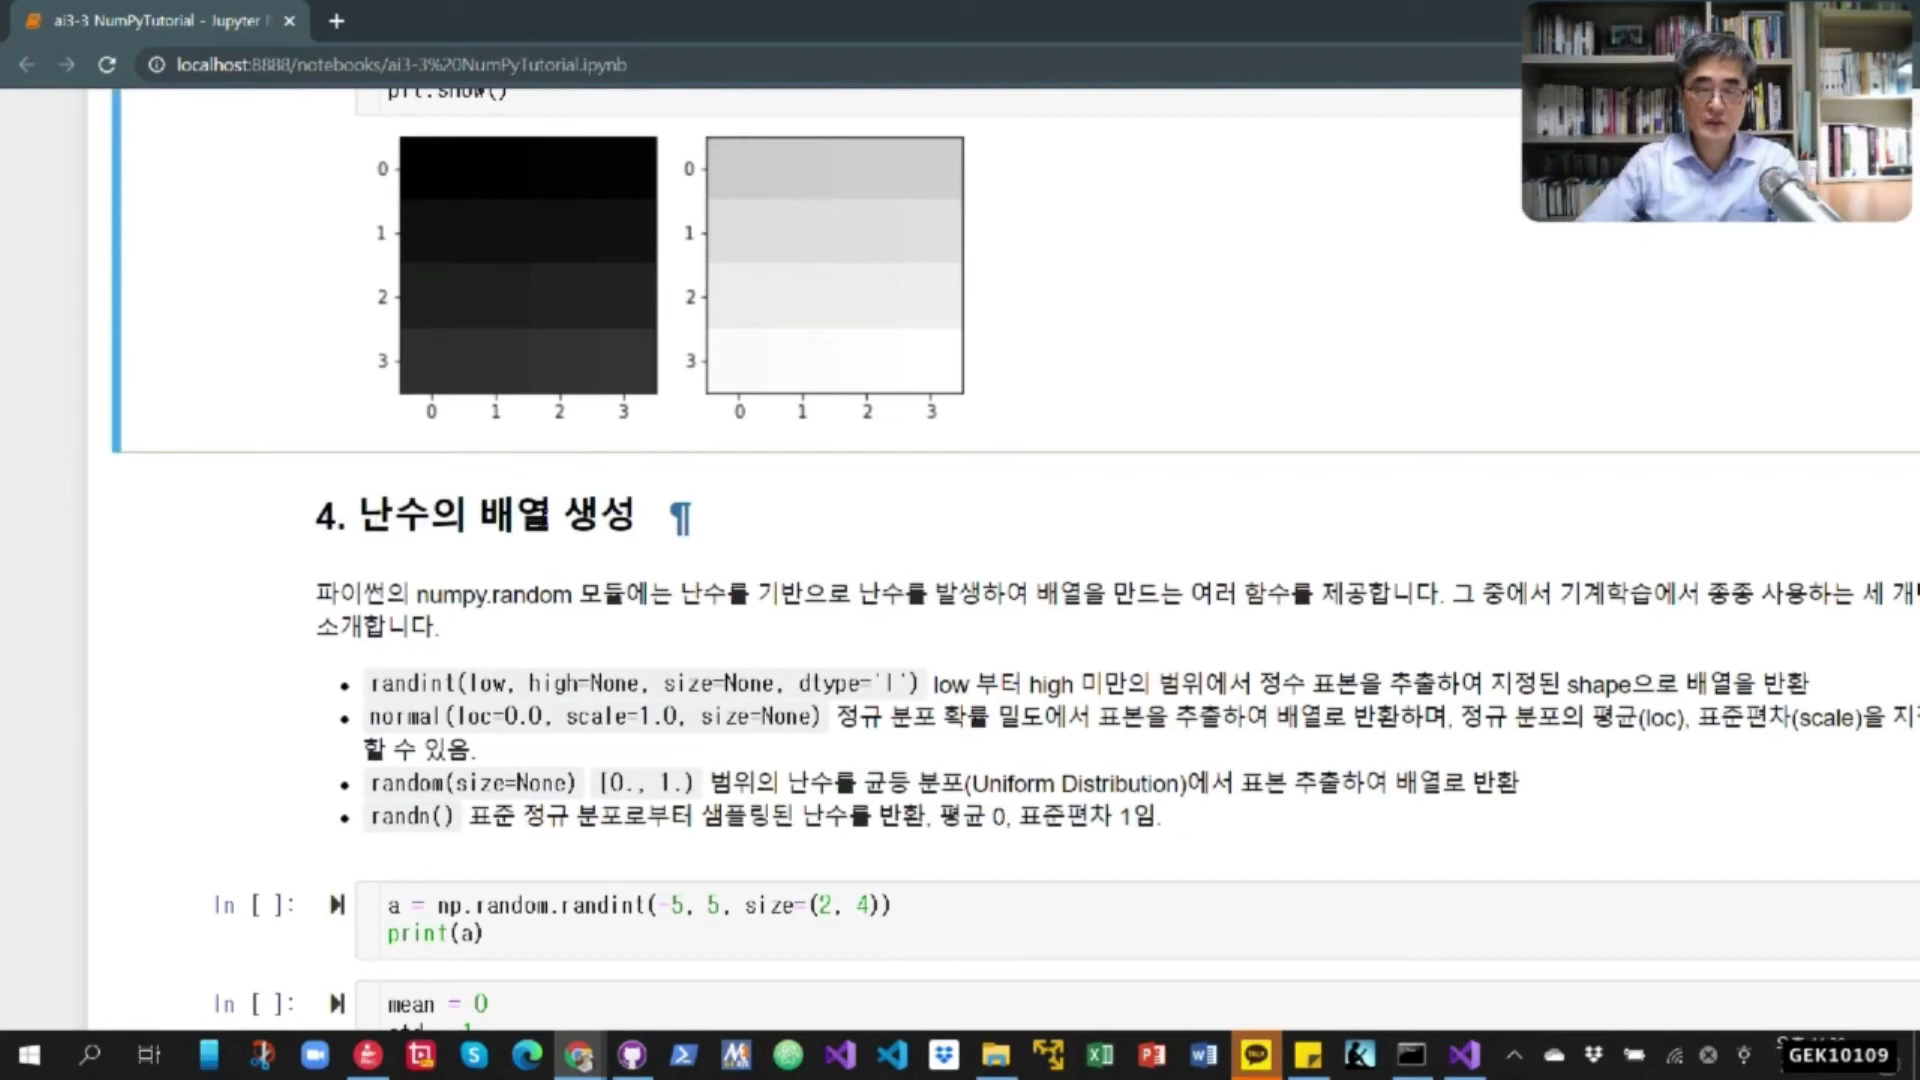 ai3-3 NumPyTutorial - Jupyter
localhost:8888/notebooks/ai3-3%20NumPyTutorial.ipynb
plt.show()
0
1
2
3
0 1 2 3
0
1
2
3
0 1 2 3
4. 난수의 배열 생성 ¶
파이썬의 numpy.random 모듈에는 난수를 기반으로 난수를 발생하여 배열을 만드는 여러 함수를 제공합니다. 그 중에서 기계학습에서 종종 사용하는 세
소개합니다.
• randint(low, high=None, size=None, dtype='l') low 부터 high 미만의 범위에서 정수 표본을 추출하여 지정된 shape으로 배열을 반환
• normal(loc=0.0, scale=1.0, size=None) 정규 분포 확률 밀도에서 표본을 추출하여 배열로 반환하며, 정규 분포의 평균(loc), 표준편차(scale)을
할 수 있음.
• random(size=None) [0., 1.) 범위의 난수를 균등 분포(Uniform Distribution)에서 표본 추출하여 배열로 반환
• randn() 표준 정규 분포로부터 샘플링된 난수를 반환, 평균 0, 표준편차 1임.
In [ ]: a = np.random.randint(-5, 5, size=(2, 4))
print(a)
In [ ]: mean = 0
GEK10109